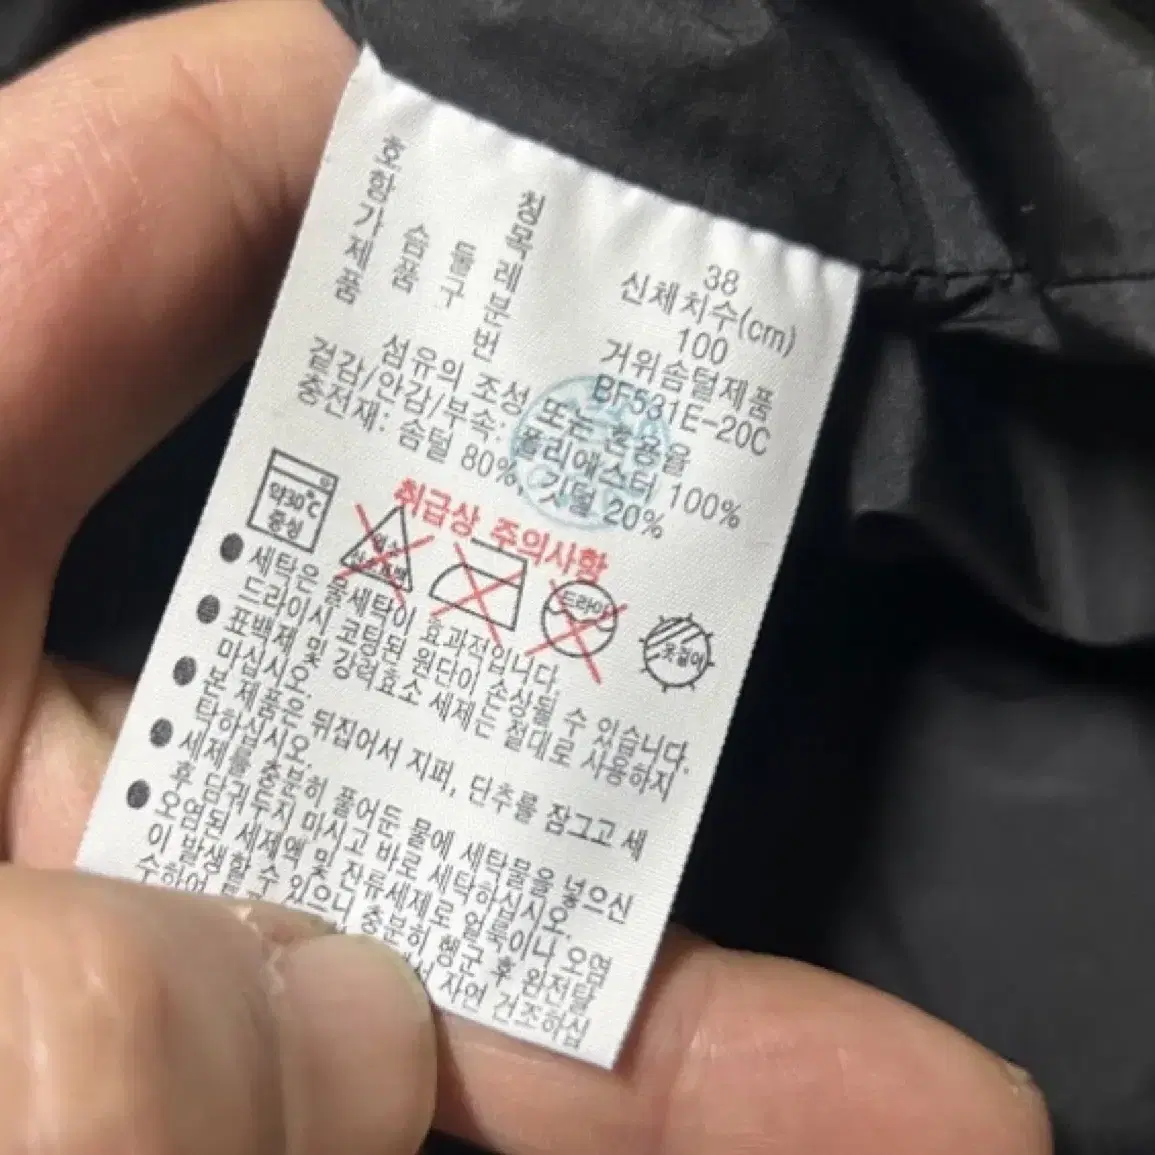 38
호칭 신체치수(cm)
100
품목 거위솜털제품
품번 BF531E-20C
섬유의 조성 또는 혼용율
겉감/안감/부속: 폴리에스터 100%
충전재: 솜털 80%, 깃털 20%
취급상 주의사항
약30℃
중성
드라이
옷걸이
● 세탁은 물세탁이 효과적입니다.
드라이시 코팅된 원단이 손상될 수 있습니다.
● 표백제 및 강력효소 세제는 절대로 사용하지
마십시오.
● 본 제품은 뒤집어서 지퍼, 단추를 잠그고 세
탁하십시오.
● 세제를 충분히 풀어둔 물에 세탁물을 넣으신
후 담궈두지 마시고 바로 세탁하십시오.
● 오염된 세제액 및 잔류세제로 얼룩이나 오염
이 발생할 수 있으니 충분히 헹군 후 완전탈
수하여
서 자연 건조하십